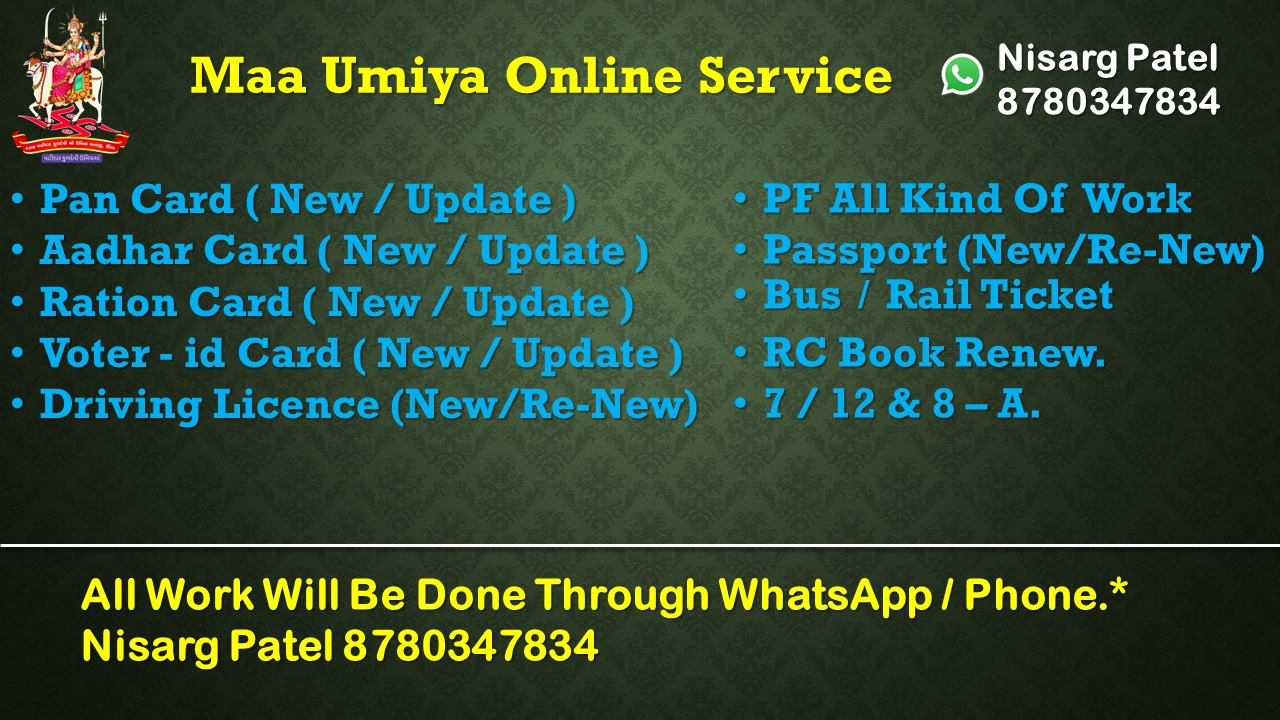 Maa Umiya Online Service
Nisarg Patel
8780347834
• Pan Card ( New / Update )
• Aadhar Card ( New / Update )
• Ration Card ( New / Update )
• Voter - id Card ( New / Update )
• Driving Licence (New/Re-New)
• PF All Kind Of Work
• Passport (New/Re-New)
• Bus / Rail Ticket
• RC Book Renew.
• 7 / 12 & 8 – A.
All Work Will Be Done Through WhatsApp / Phone.*
Nisarg Patel 8780347834